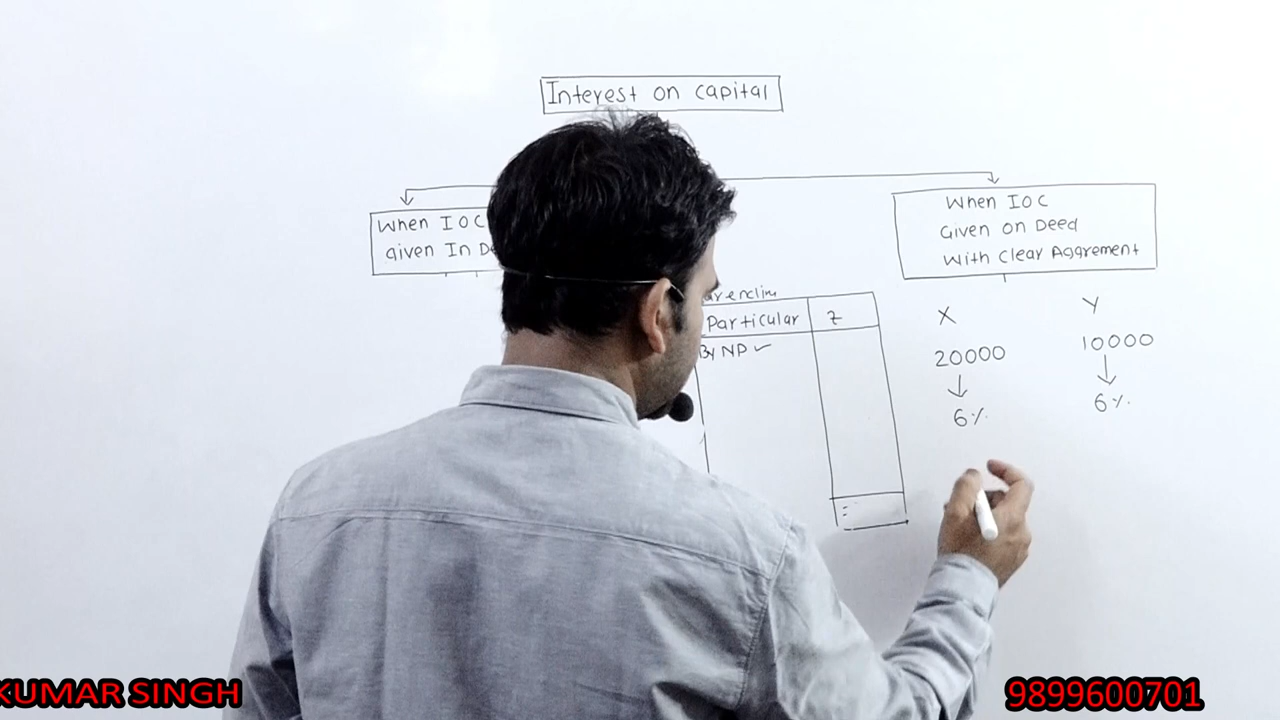 Interest on capital
When IOC
given In De
When IOC
Given on Deed
With Clear Aggrement
Particular
By NP ✓
X
Y
20000
10000
6%
6%
KUMAR SINGH
9899600701